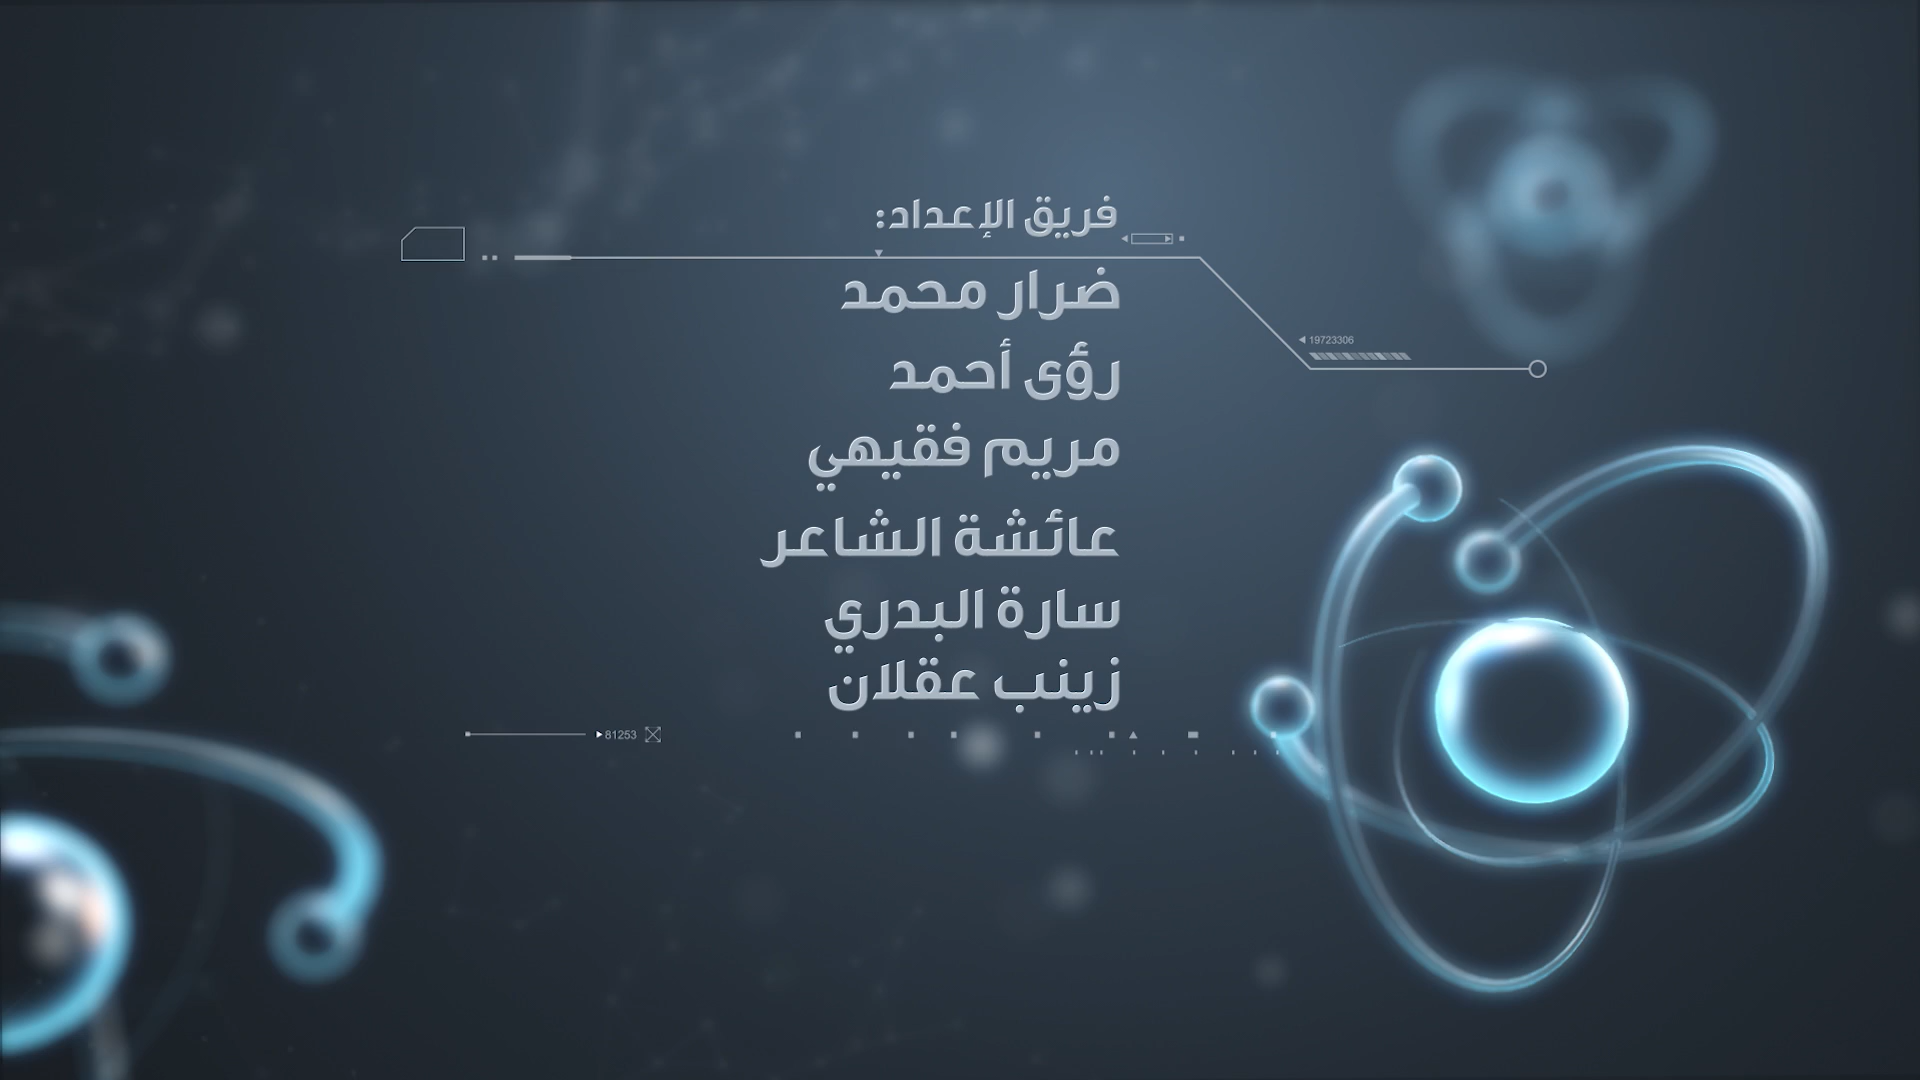 فريق الإعداد:
ضرار محمد
19723306
رؤى أحمد
مريم فقيهي
عائشة الشاعر
سارة البدري
زينب عقلان
81253